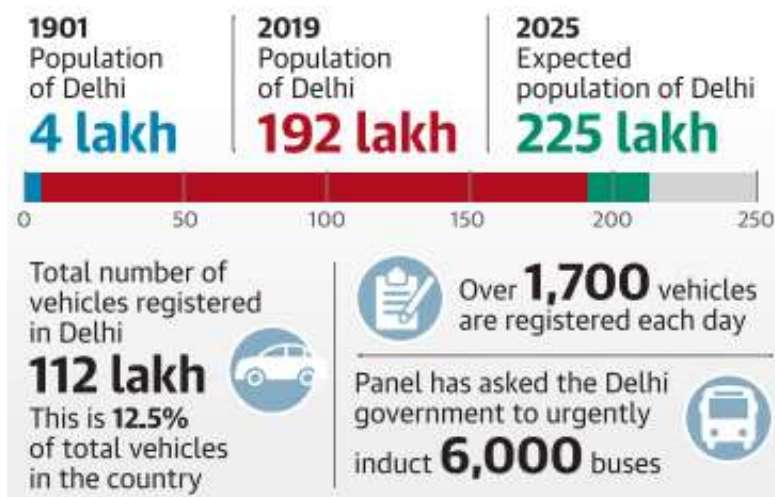 1901
Population
of Delhi
4 lakh
2019
Population
of Delhi
192 lakh
2025
Expected
population of Delhi
225 lakh
0 50 100 150 200 250
Total number of
vehicles registered
in Delhi
112 lakh
This is 12.5%
of total vehicles
in the country
Over 1,700 vehicles
are registered each day
Panel has asked the Delhi
government to urgently
induct 6,000 buses